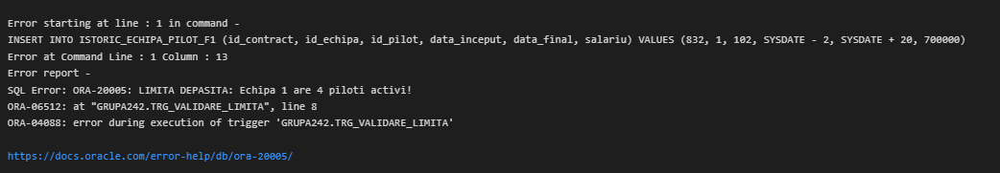 Error starting at line : 1 in command -
INSERT INTO ISTORIC_ECHIPA_PILOT_F1 (id_contract, id_echipa, id_pilot, data_inceput, data_final, salariu) VALUES (832, 1, 102, SYSDATE - 2, SYSDATE + 20, 700000)
Error at Command Line : 1 Column : 13
Error report -
SQL Error: ORA-20005: LIMITA DEPASITA: Echipa 1 are 4 piloti activi!
ORA-06512: at "GRUPA242.TRG_VALIDARE_LIMITA", line 8
ORA-04088: error during execution of trigger 'GRUPA242.TRG_VALIDARE_LIMITA'
https://docs.oracle.com/error-help/db/ora-20005/